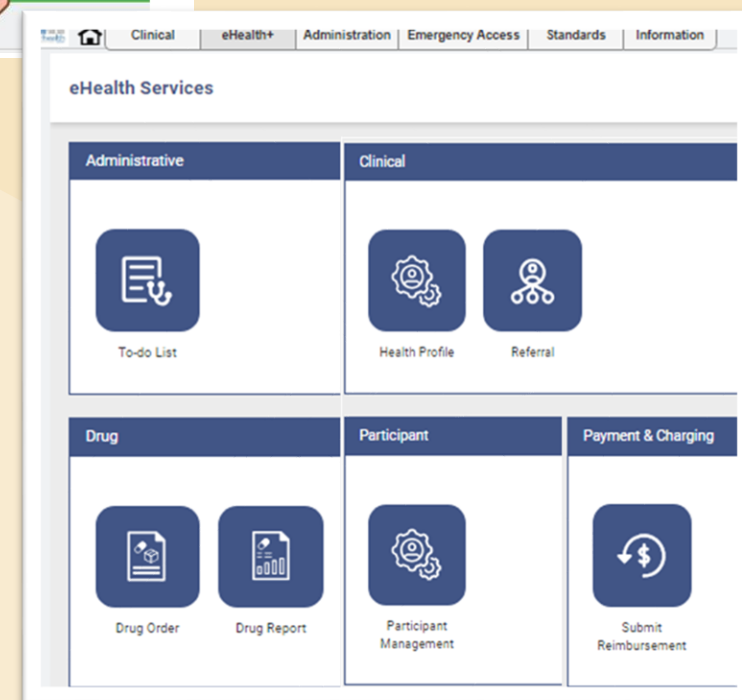 Clinical eHealth+ Administration Emergency Access Standards Information
eHealth Services
Administrative Clinical
To-do List Health Profile Referral
Drug Participant Payment & Charging
Drug Order Drug Report Participant Management Submit Reimbursement